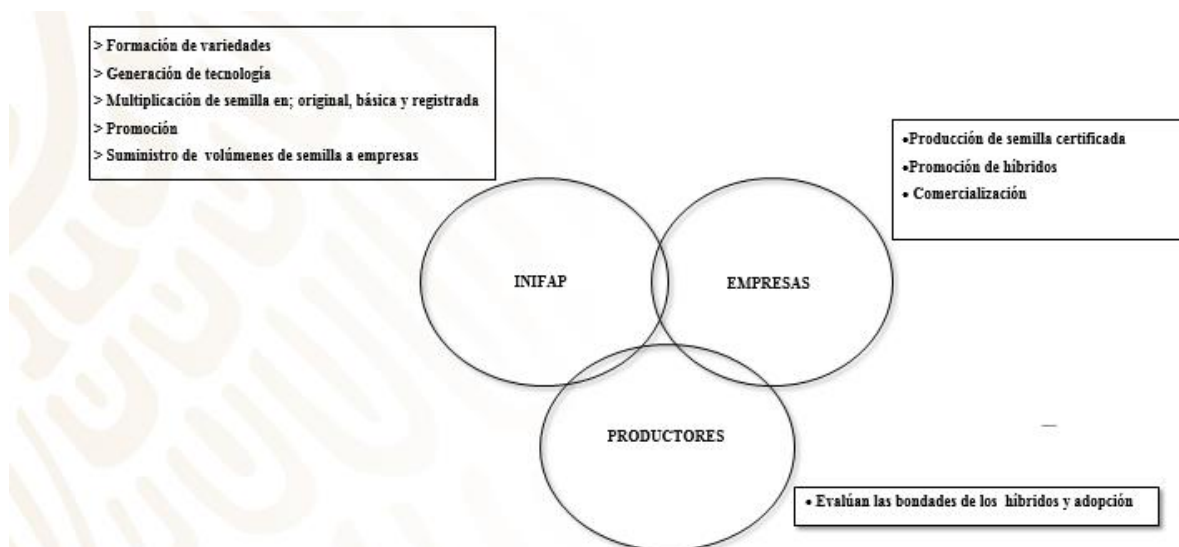 > Formación de variedades
> Generación de tecnología
> Multiplicación de semilla en; original, básica y registrada
> Promoción
> Suministro de volúmenes de semilla a empresas
•Producción de semilla certificada
•Promoción de híbridos
• Comercialización
INIFAP
EMPRESAS
PRODUCTORES
• Evalúan las bondades de los híbridos y adopción